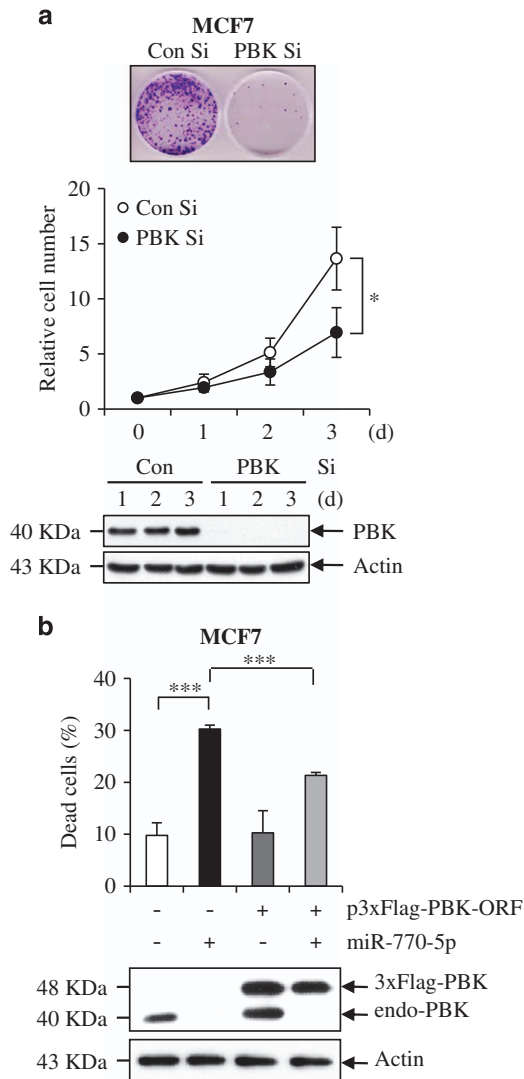 a
MCF7
Con Si PBK Si
20
15
10
5
0
Relative cell number
Con Si
PBK Si
*
0 1 2 3 (d)
Con PBK Si
1 2 3 1 2 3 (d)
40 KDa PBK
43 KDa Actin
b
MCF7
***
***
40
30
20
10
0
Dead cells (%)
- - + + p3xFlag-PBK-ORF
- + - + miR-770-5p
48 KDa 3xFlag-PBK
40 KDa endo-PBK
43 KDa Actin